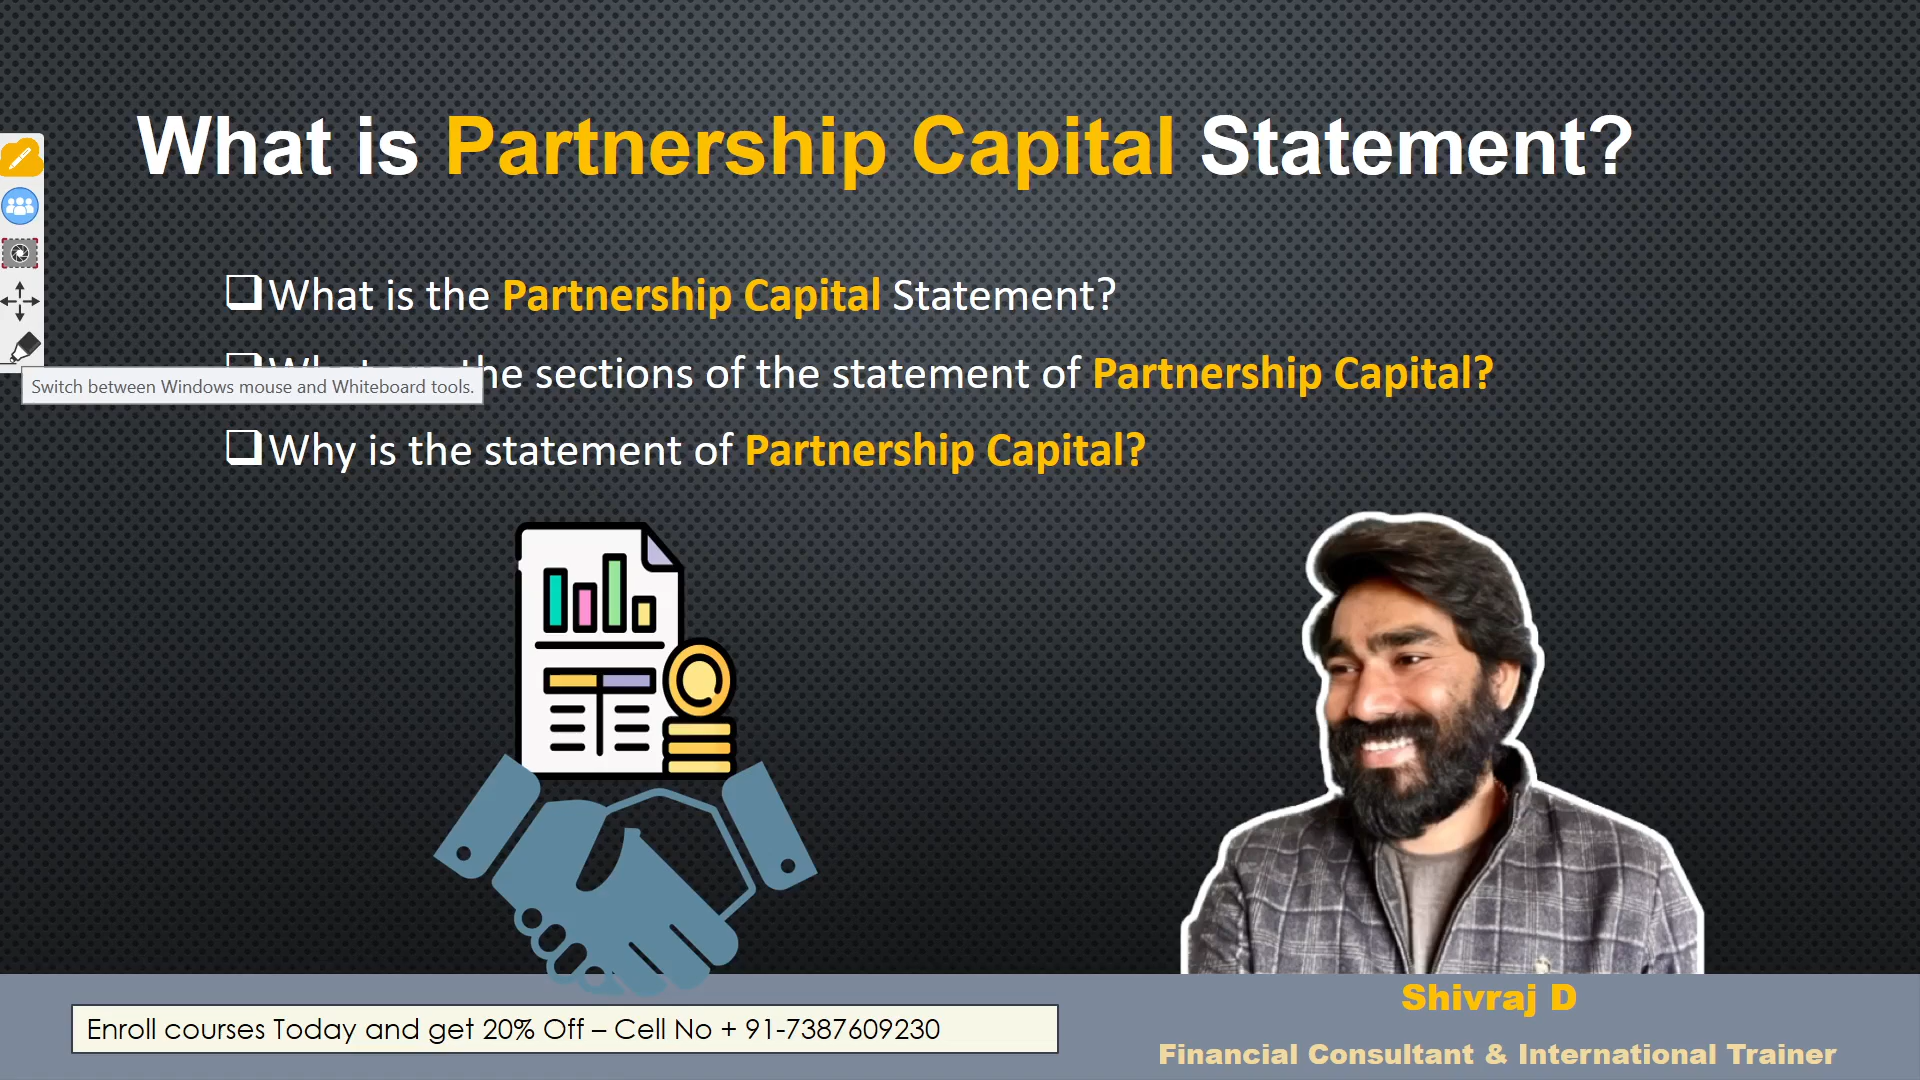 What is Partnership Capital Statement?
What is the Partnership Capital Statement?
he sections of the statement of Partnership Capital?
Switch between Windows mouse and Whiteboard tools.
Why is the statement of Partnership Capital?
Shivraj D
Enroll courses Today and get 20% Off – Cell No + 91-7387609230
Financial Consultant & International Trainer